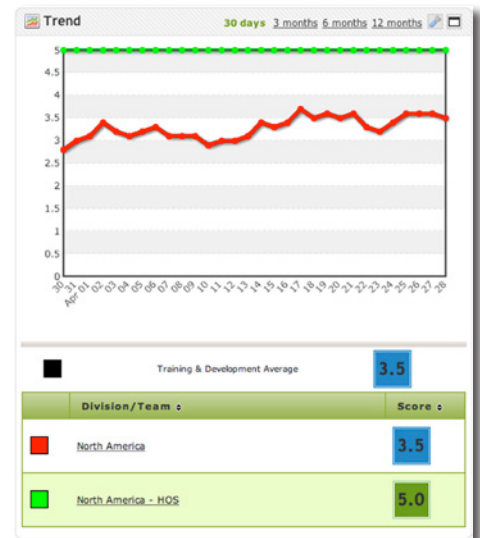 Trend 30 days 3 months 6 months 12 months
5
4.5
4
3.5
3
2.5
2
1.5
1
0.5
0
30 31 Apr 01 02 03 04 05 06 07 08 09 10 11 12 13 14 15 16 17 18 19 20 21 22 23 24 25 26 27 28
Training & Development Average 3.5
Division/Team Score
North America 3.5
North America - HOS 5.0